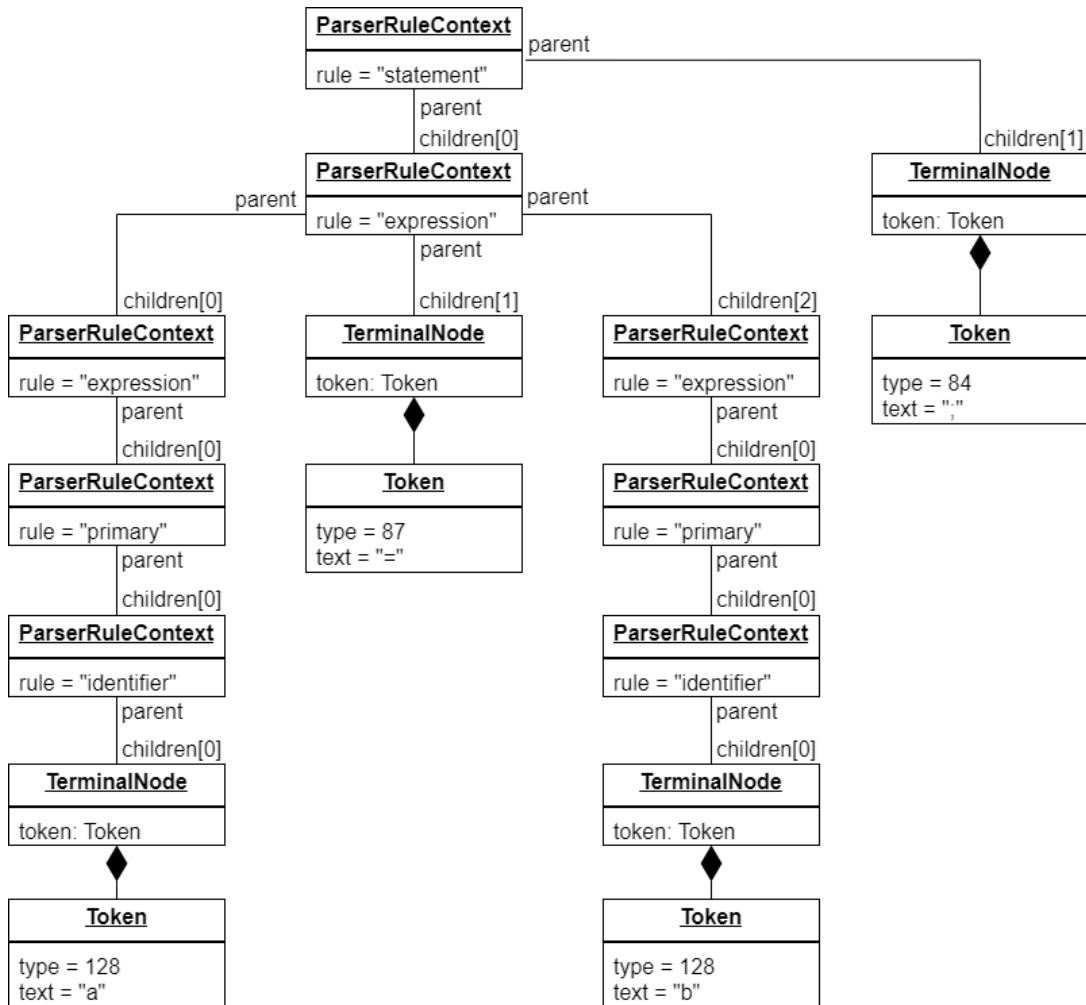 ParserRuleContext
parent
rule = "statement"
parent
children[0]
children[1]
ParserRuleContext
TerminalNode
parent
parent
rule = "expression"
token: Token
parent
children[0]
children[1]
children[2]
ParserRuleContext
TerminalNode
ParserRuleContext
Token
rule = "expression"
token: Token
rule = "expression"
type = 84
text = ";"
parent
parent
children[0]
children[0]
ParserRuleContext
Token
ParserRuleContext
rule = "primary"
type = 87
text = "="
rule = "primary"
parent
parent
children[0]
children[0]
ParserRuleContext
ParserRuleContext
rule = "identifier"
rule = "identifier"
parent
parent
children[0]
children[0]
TerminalNode
TerminalNode
token: Token
token: Token
Token
Token
type = 128
text = "a"
type = 128
text = "b"